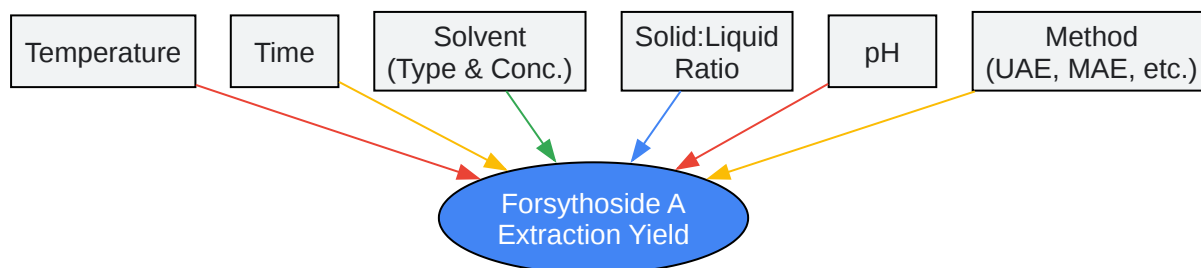 Temperature
Time
Solvent
(Type & Conc.)
Solid:Liquid
Ratio
pH
Method
(UAE, MAE, etc.)
Forsythoside A
Extraction Yield